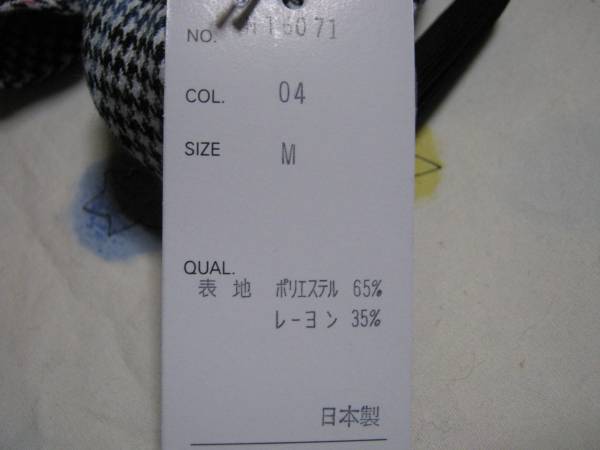 NO. 16071
COL. 04
SIZE M
QUAL.
表 地 ポリエステル 65%
レーヨン 35%
日本製